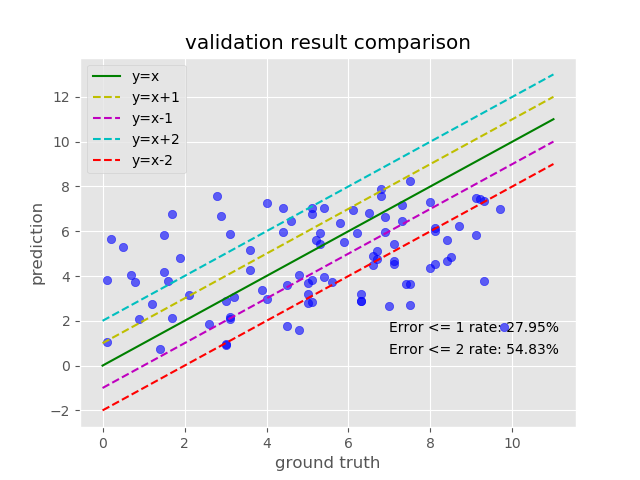 validation result comparison
y=x
y=x+1
y=x-1
y=x+2
y=x-2
12
10
8
6
4
2
0
−2
prediction
Error <= 1 rate: 27.95%
Error <= 2 rate: 54.83%
0
2
4
6
8
10
ground truth